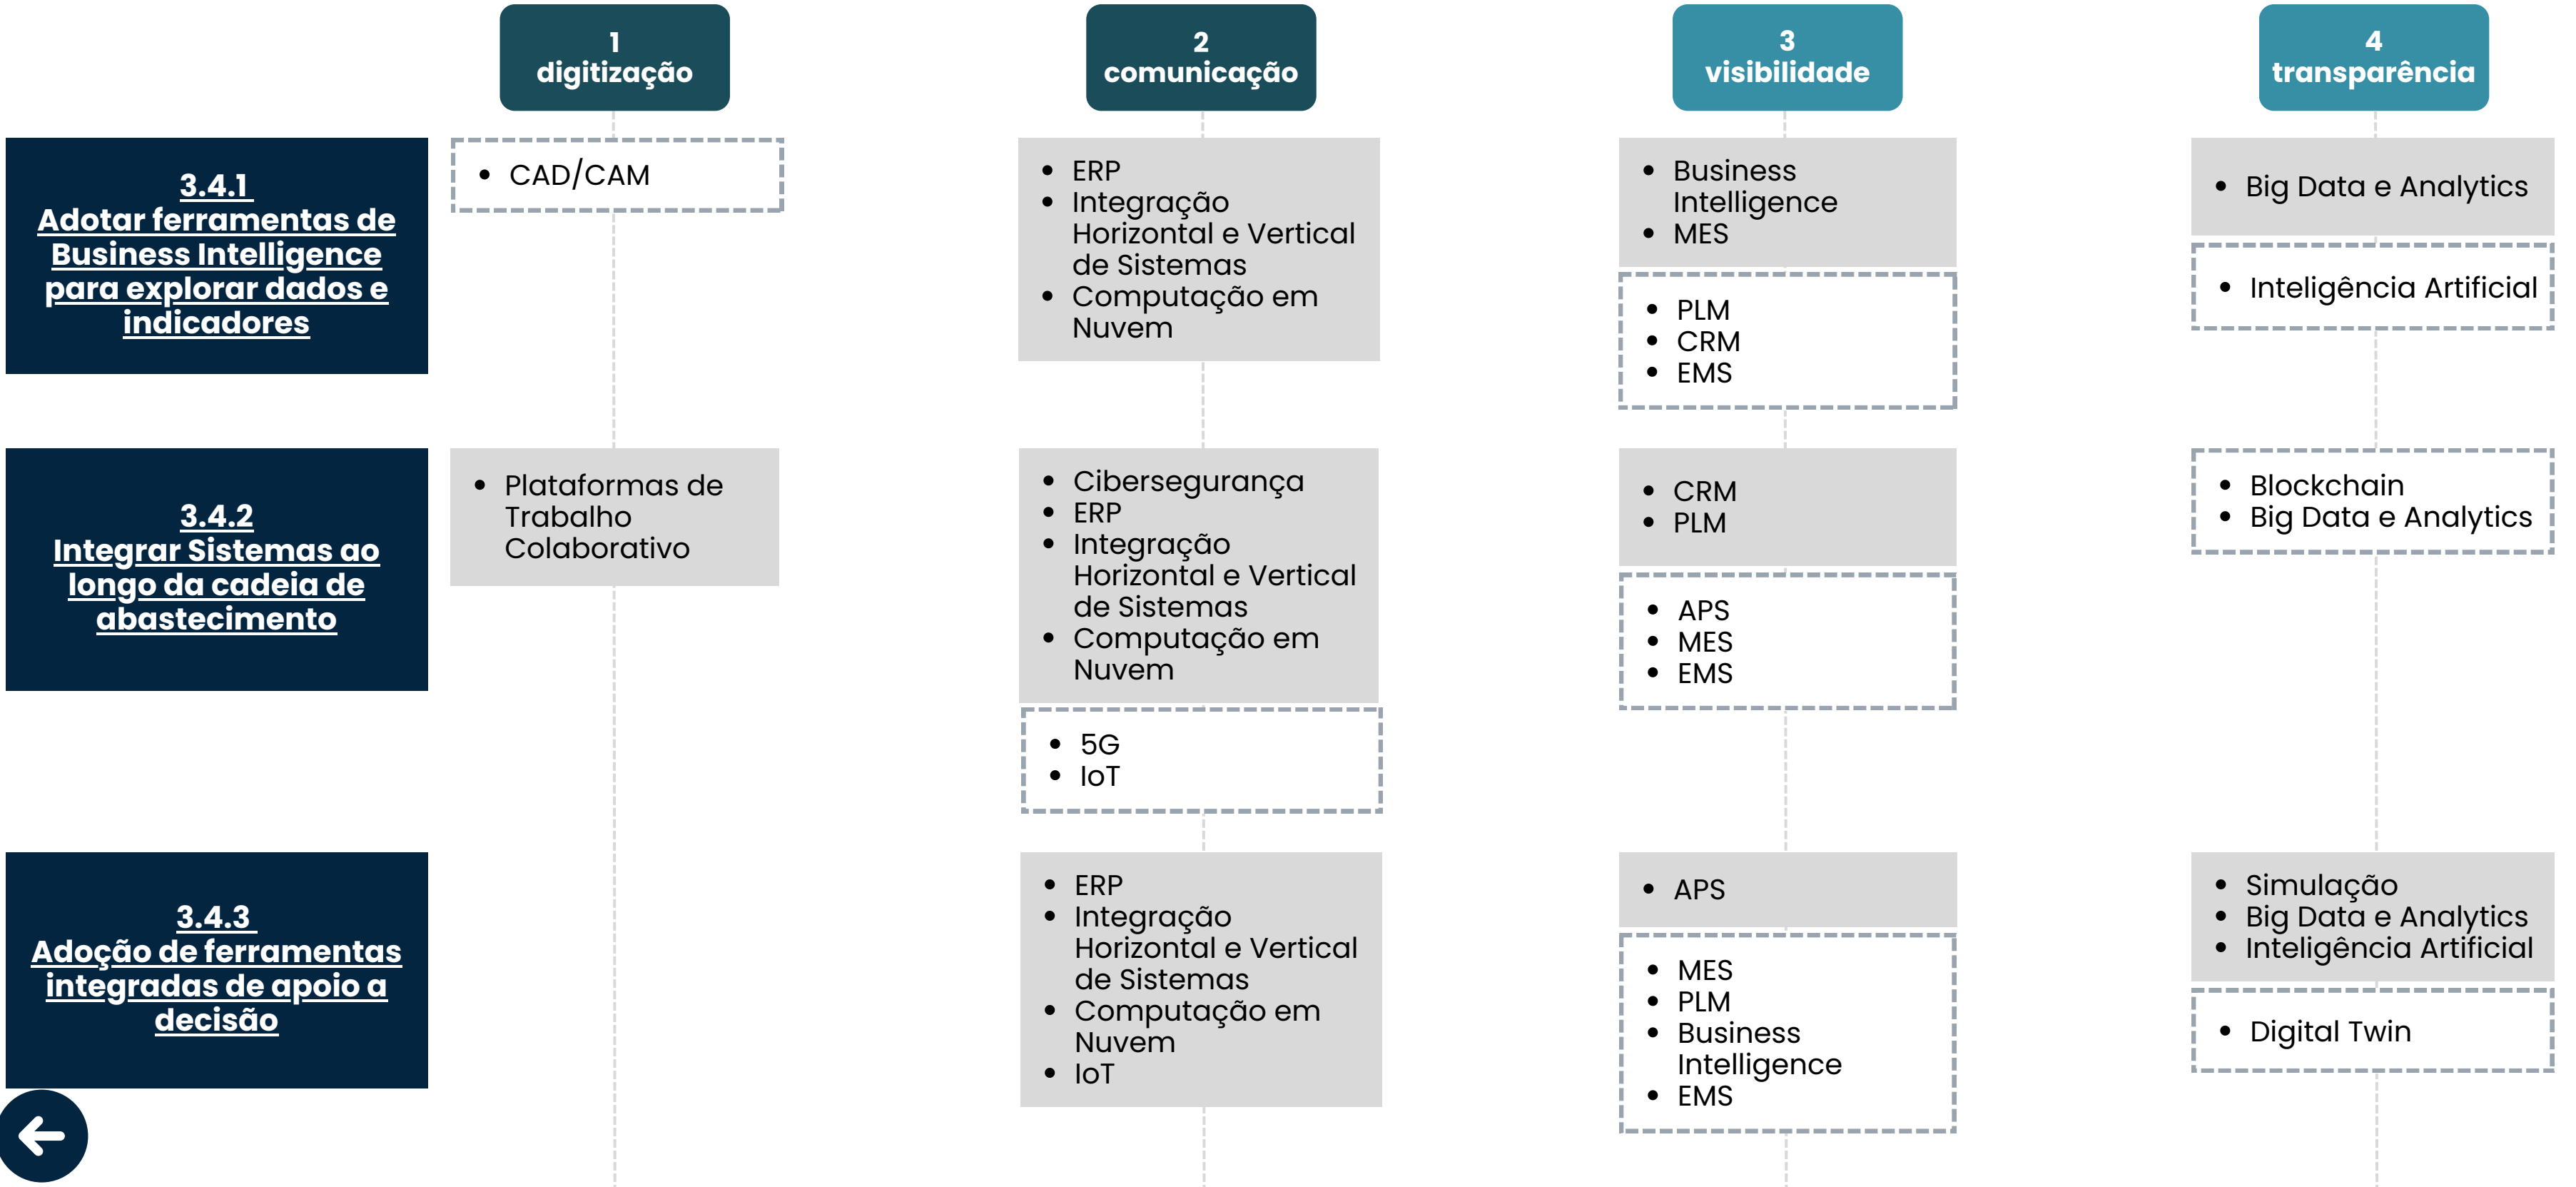 1
digitização
2
comunicação
3
visibilidade
4
transparência
3.4.1
Adotar ferramentas de
Business Intelligence
para explorar dados e
indicadores
• CAD/CAM
• ERP
• Integração
Horizontal e Vertical
de Sistemas
• Computação em
Nuvem
• Business
Intelligence
• MES
• PLM
• CRM
• EMS
• Big Data e Analytics
• Inteligência Artificial
3.4.2
Integrar Sistemas ao
longo da cadeia de
abastecimento
• Plataformas de
Trabalho
Colaborativo
• Cibersegurança
• ERP
• Integração
Horizontal e Vertical
de Sistemas
• Computação em
Nuvem
• 5G
• IoT
• CRM
• PLM
• APS
• MES
• EMS
• Blockchain
• Big Data e Analytics
3.4.3
Adoção de ferramentas
integradas de apoio a
decisão
• ERP
• Integração
Horizontal e Vertical
de Sistemas
• Computação em
Nuvem
• IoT
• APS
• MES
• PLM
• Business
Intelligence
• EMS
• Simulação
• Big Data e Analytics
• Inteligência Artificial
• Digital Twin